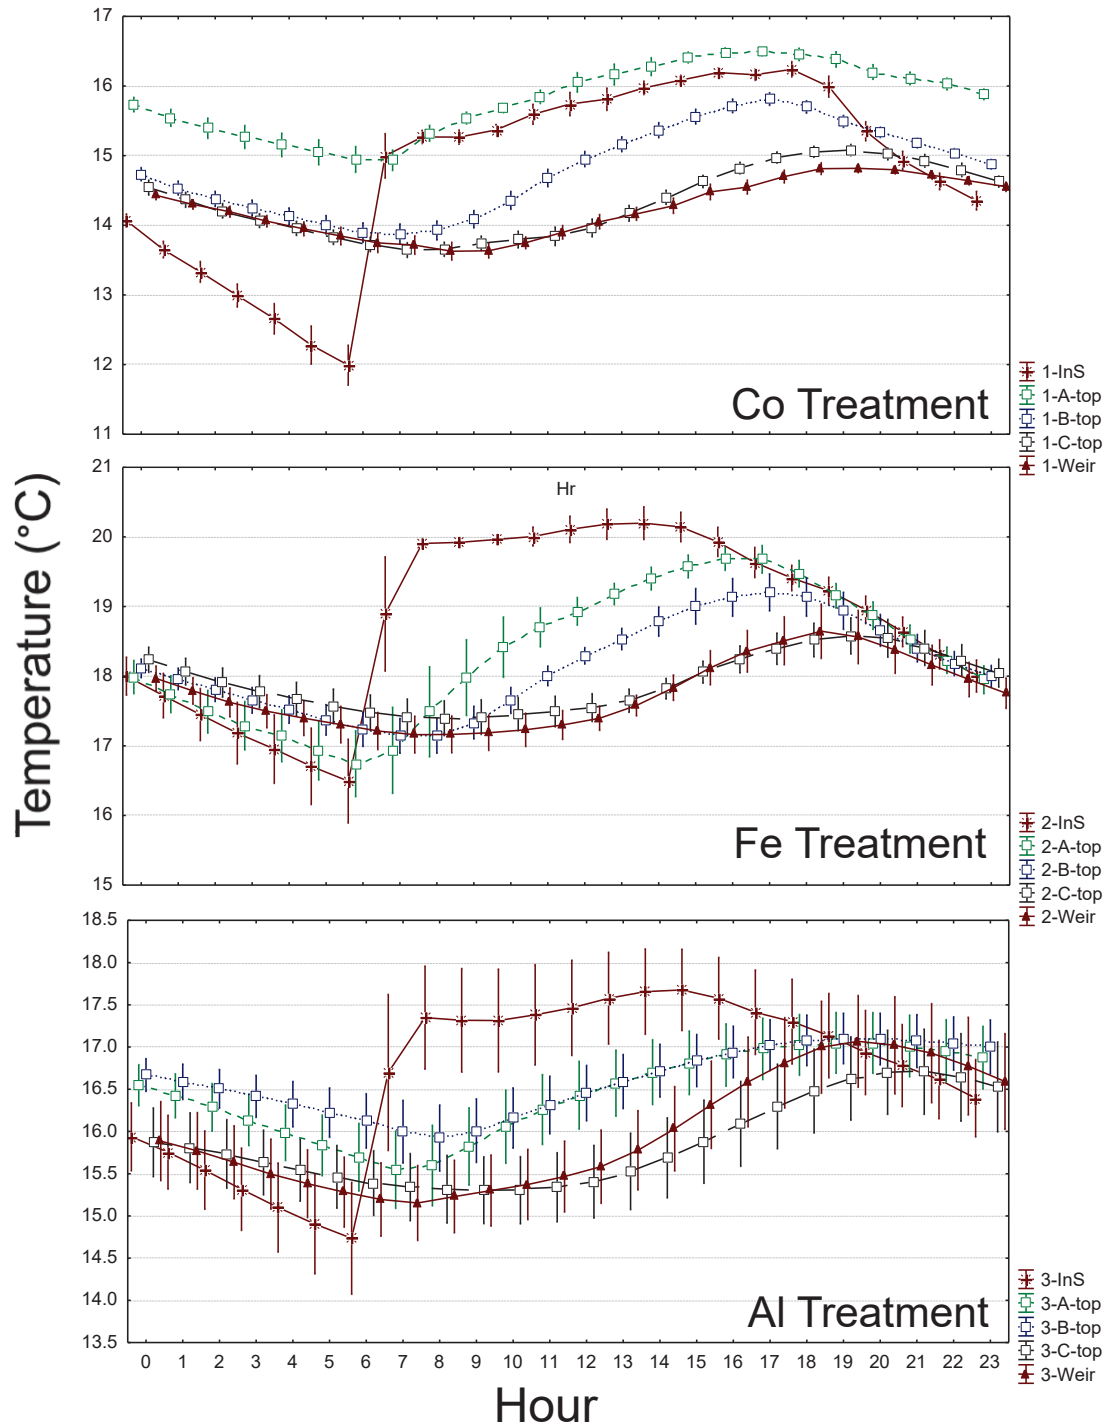 17
16
15
14
13
12
11
Co Treatment
1-InS
1-A-top
1-B-top
1-C-top
1-Weir
Temperature (°C)
21
20
19
18
17
16
15
Hr
Fe Treatment
2-InS
2-A-top
2-B-top
2-C-top
2-Weir
18.5
18.0
17.5
17.0
16.5
16.0
15.5
15.0
14.5
14.0
13.5
Al Treatment
3-InS
3-A-top
3-B-top
3-C-top
3-Weir
0 1 2 3 4 5 6 7 8 9 10 11 12 13 14 15 16 17 18 19 20 21 22 23
Hour